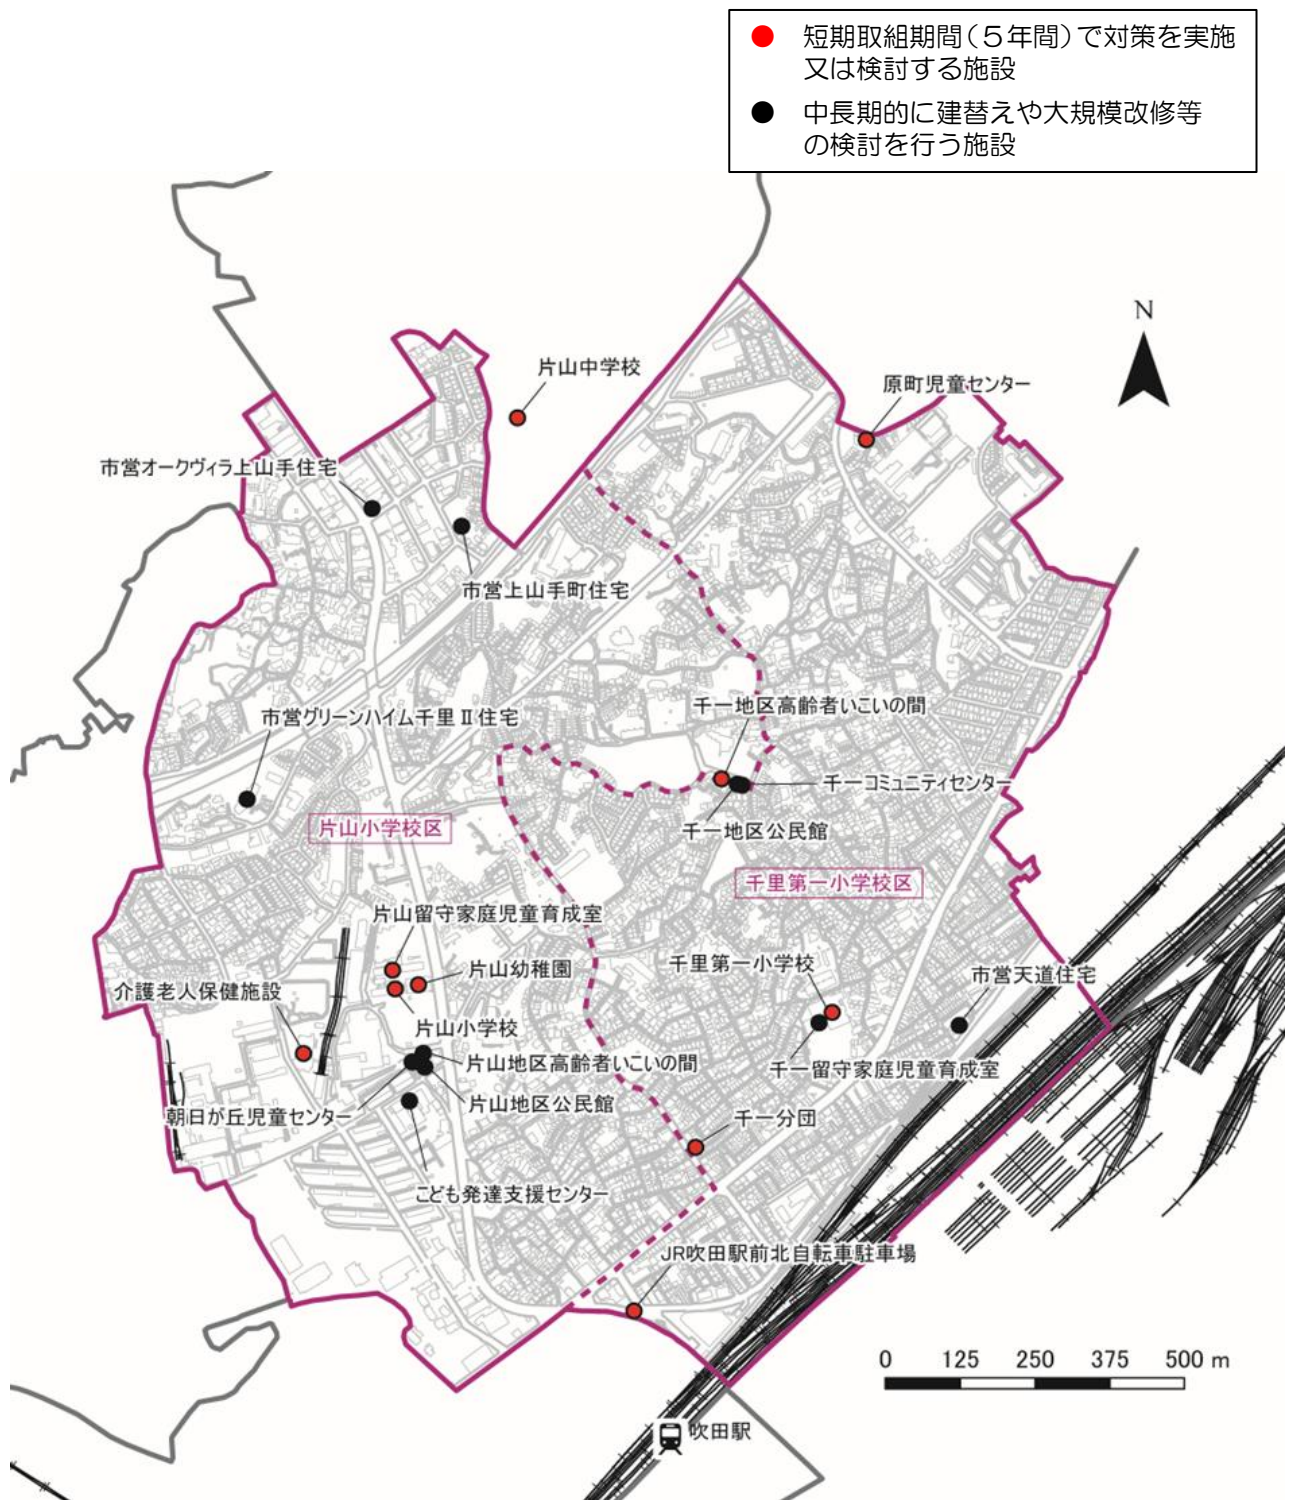 短期取組期間(5年間)で対策を実施
又は検討する施設
中長期的に建替えや大規模改修等
の検討を行う施設
N
片山中学校
原町児童センター
市営オークヴィラ上山手住宅
市営上山手町住宅
千一地区高齢者いこいの間
市営グリーンハイム千里Ⅱ住宅
千一コミュニティセンター
片山小学校区
千一地区公民館
千里第一小学校区
片山留守家庭児童育成室
片山幼稚園
千里第一小学校
市営天道住宅
介護老人保健施設
片山小学校
片山地区高齢者いこいの間
千一留守家庭児童育成室
片山地区公民館
朝日が丘児童センター
千一分団
こども発達支援センター
JR吹田駅前北自転車駐車場
0 125 250 375 500 m
吹田駅